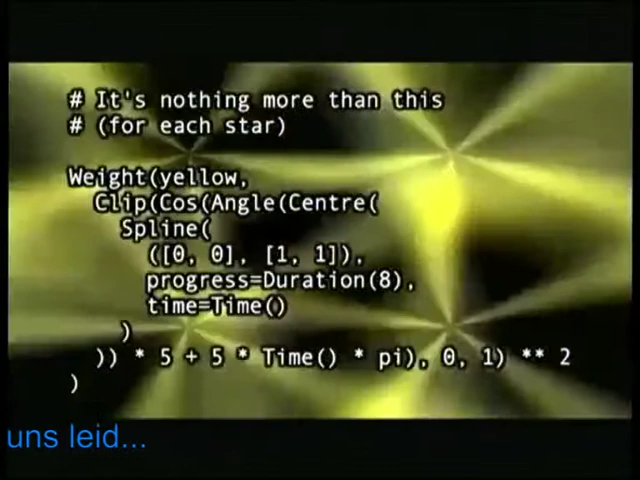 # It's nothing more than this
# (for each star)
Weight(yellow,
Clip(Cos(Angle(Centre(
Spline(
([0, 0], [1, 1]),
progress=Duration(8),
time=Time()
)
)) * 5 + 5 * Time() * pi), 0, 1) ** 2
)
uns leid...